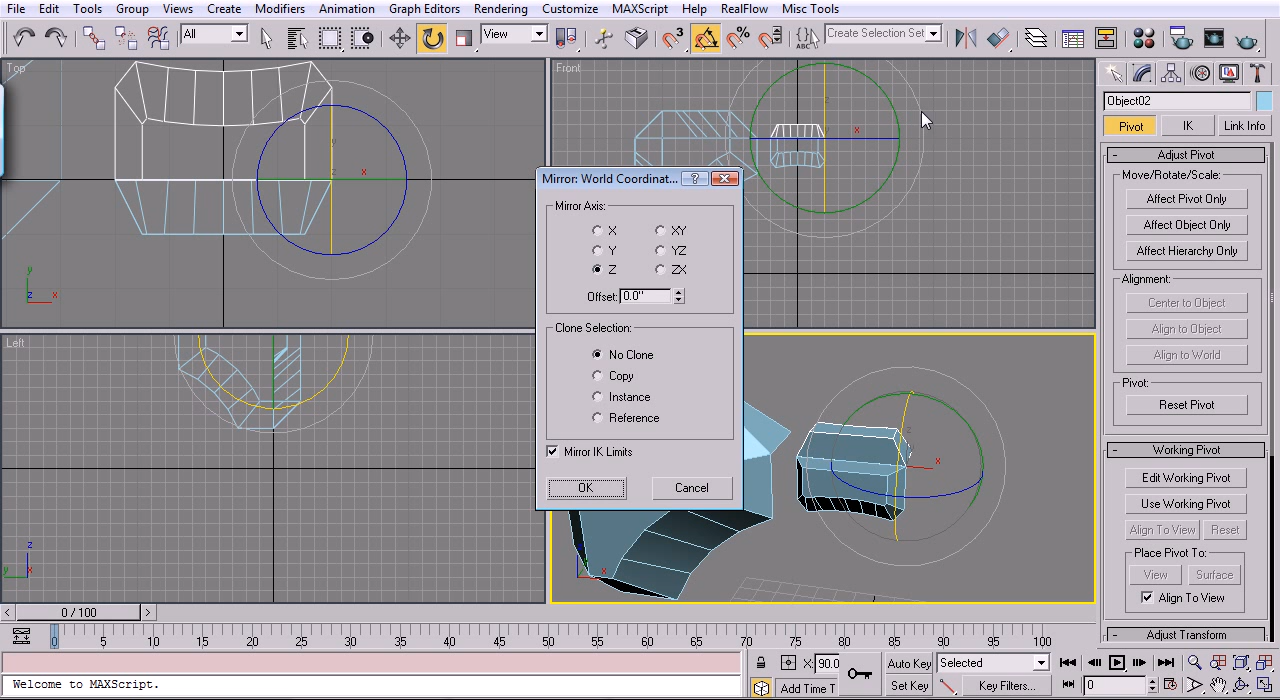 File Edit Tools Group Views Create Modifiers Animation Graph Editors Rendering Customize MAXScript Help RealFlow Misc Tools
All View 3 ABC Create Selection Set
Top
Front
Object02
Pivot IK Link Info
- Adjust Pivot
Move/Rotate/Scale:
Affect Pivot Only
Affect Object Only
Affect Hierarchy Only
Alignment:
Center to Object
Align to Object
Align to World
Pivot:
Reset Pivot
- Working Pivot
Edit Working Pivot
Use Working Pivot
Align To View Reset
Place Pivot To:
View Surface
Align To View
- Adjust Transform
Mirror: World Coordinat... ?
Mirror Axis:
X XY
Y YZ
Z ZX
Offset: 0.0"
Clone Selection:
No Clone
Copy
Instance
Reference
Mirror IK Limits
OK Cancel
y
z x
x
z
x
Left
z
y x
x
z
x
< 0 / 100 >
0 5 10 15 20 25 30 35 40 45 50 55 60 65 70 75 80 85 90 95 100
X: 90.0 Auto Key Selected
Welcome to MAXScript.
Add Time T Set Key Key Filters... 0